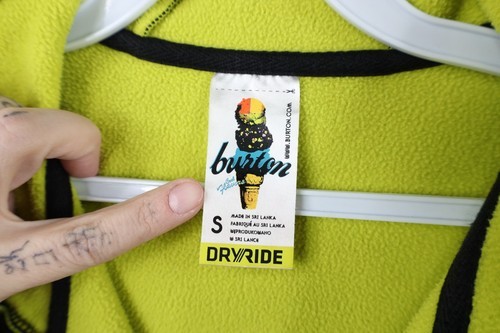 WWW.BURTON.COM
burton
S
MADE IN SRI LANKA
FABRIQUÉ AU SRI LANKA
WYPRODUKOWANO
W SRI LANCE
DRYRIDE